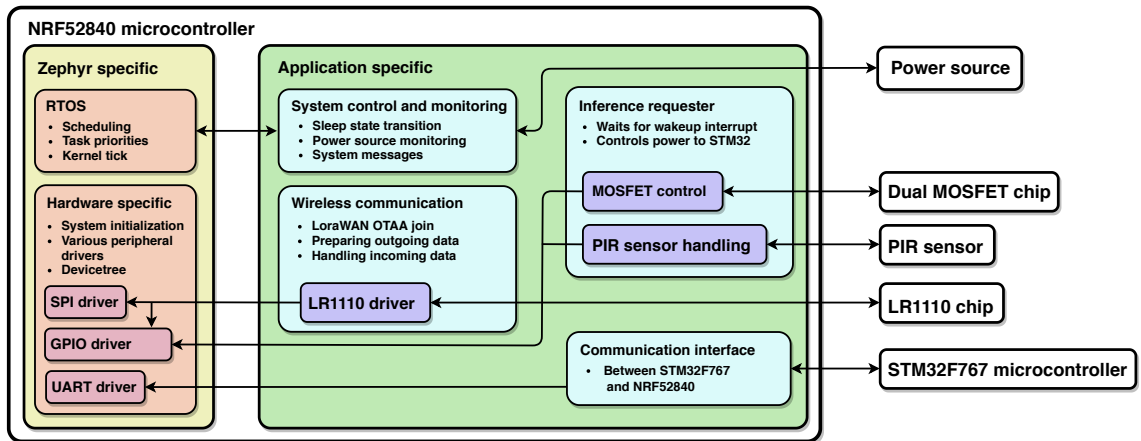 NRF52840 microcontroller
Zephyr specific
RTOS
• Scheduling
• Task priorities
• Kernel tick
Hardware specific
• System initialization
• Various peripheral
drivers
• Devicetree
SPI driver
GPIO driver
UART driver
Application specific
System control and monitoring
• Sleep state transition
• Power source monitoring
• System messages
Wireless communication
• LoraWAN OTAA join
• Preparing outgoing data
• Handling incoming data
LR1110 driver
Inference requester
• Waits for wakeup interrupt
• Controls power to STM32
MOSFET control
PIR sensor handling
Communication interface
• Between STM32F767
and NRF52840
Power source
Dual MOSFET chip
PIR sensor
LR1110 chip
STM32F767 microcontroller